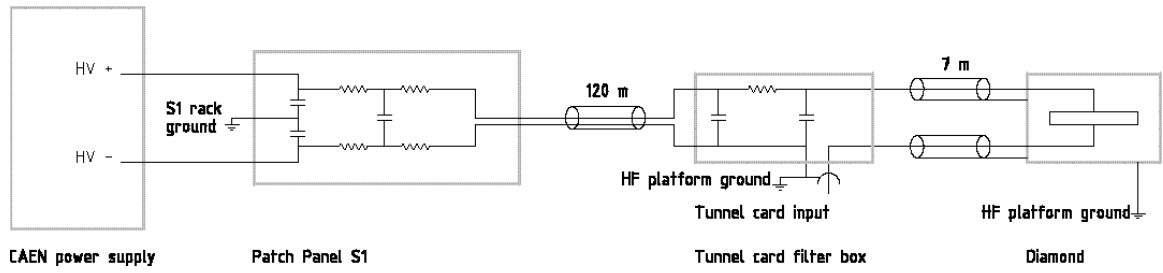 HV +
S1 rack
ground
HV -
120 m
7 m
HF platform ground
Tunnel card input
HF platform ground
CAEN power supply
Patch Panel S1
Tunnel card filter box
Diamond